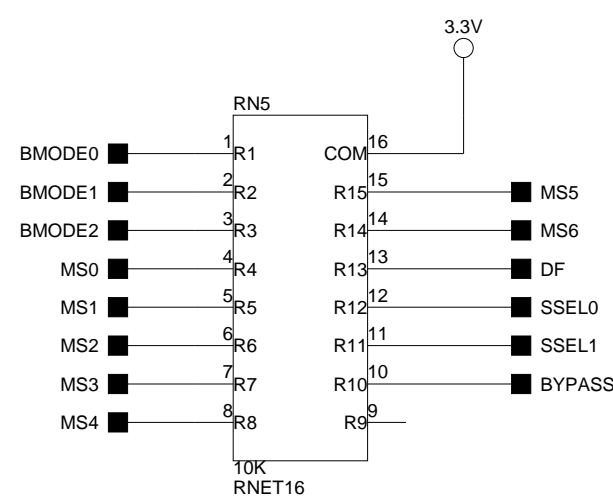 3.3V
RN5
BMODE0 1 R1 COM 16
BMODE1 2 R2 R15 15 MS5
BMODE2 3 R3 R14 14 MS6
MS0 4 R4 R13 13 DF
MS1 5 R5 R12 12 SSEL0
MS2 6 R6 R11 11 SSEL1
MS3 7 R7 R10 10 BYPASS
MS4 8 R8 R9 9
10K
RNET16